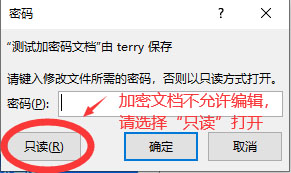 密码
“测试加密码文档”由 terry 保存
请键入修改文件所需的密码，否则以只读方式打开。
密码(P):
加密文档不允许编辑，
请选择“只读”打开
只读(R)
确定
取消